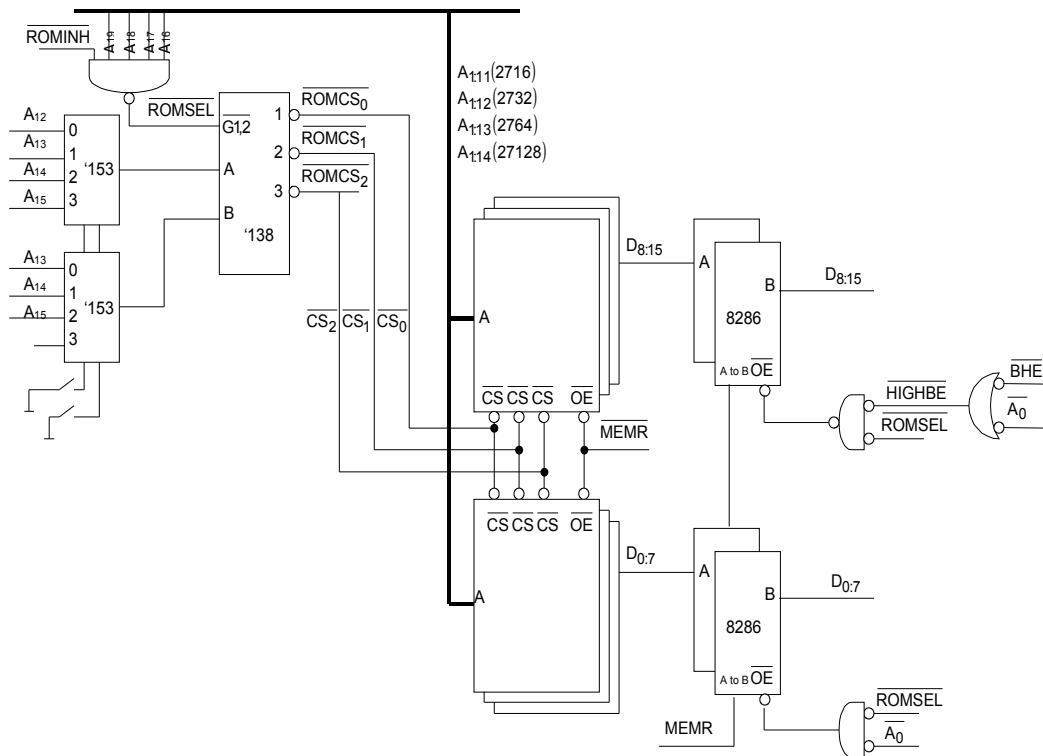 ROMINH
A19
A18
A17
A16
ROMSEL
A12
A13
A14
A15
0
1
2
3
'153
A13
A14
A15
0
1
2
3
'153
G1,2
A
B
'138
1
2
3
ROMCS0
ROMCS1
ROMCS2
CS2 CS1 CS0
A1:11(2716)
A1:12(2732)
A1:13(2764)
A1:14(27128)
A
CS CS CS OE
MEMR
CS CS CS OE
A
D8:15
A
B
8286
A to B OE
D8:15
HIGHBE
ROMSEL
BHE
A0
D0:7
A
B
8286
A to B OE
D0:7
MEMR
ROMSEL
A0